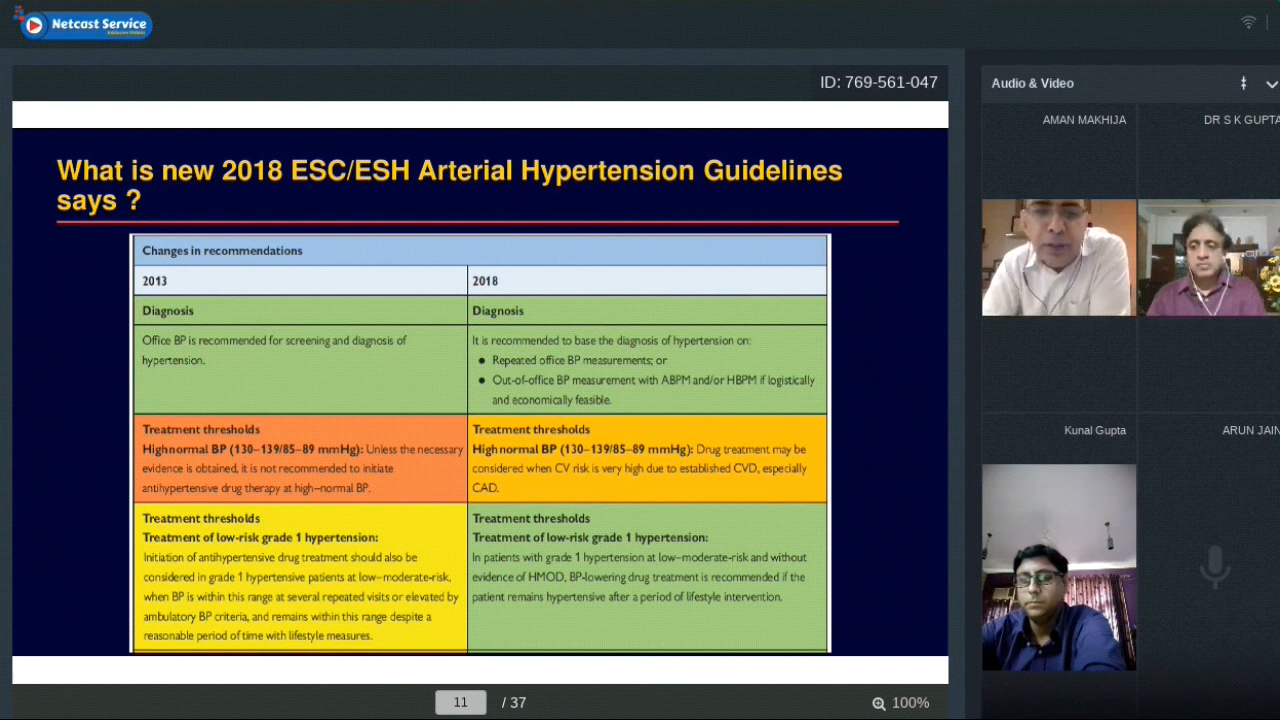 Netcast Service
ID: 769-561-047
Audio & Video
AMAN MAKHIJA
DR S K GUPTA
What is new 2018 ESC/ESH Arterial Hypertension Guidelines
says ?
Changes in recommendations
2013
2018
Diagnosis
Diagnosis
Office BP is recommended for screening and diagnosis of
hypertension.
It is recommended to base the diagnosis of hypertension on:
● Repeated office BP measurements; or
● Out-of-office BP measurement with ABPM and/or HBPM if logistically
and economically feasible.
Treatment thresholds
Highnormal BP (130–139/85–89 mmHg): Unless the necessary
evidence is obtained, it is not recommended to initiate
antihypertensive drug therapy at high–normal BP.
Treatment thresholds
Highnormal BP (130–139/85–89 mmHg): Drug treatment may be
considered when CV risk is very high due to established CVD, especially
CAD.
Treatment thresholds
Treatment of low-risk grade 1 hypertension:
Initiation of antihypertensive drug treatment should also be
considered in grade 1 hypertensive patients at low–moderate-risk,
when BP is within this range at several repeated visits or elevated by
ambulatory BP criteria, and remains within this range despite a
reasonable period of time with lifestyle measures.
Treatment thresholds
Treatment of low-risk grade 1 hypertension:
In patients with grade 1 hypertension at low–moderate-risk and without
evidence of HMOD, BP-lowering drug treatment is recommended if the
patient remains hypertensive after a period of lifestyle intervention.
Kunal Gupta
ARUN JAIN
11 / 37
100%